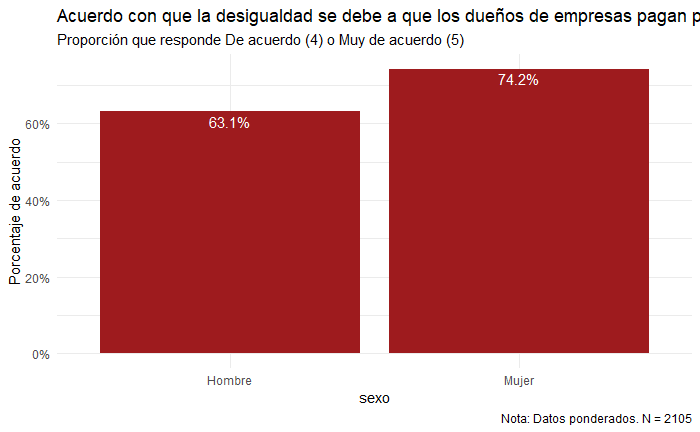 Acuerdo con que la desigualdad se debe a que los dueños de empresas pagan p
Proporción que responde De acuerdo (4) o Muy de acuerdo (5)
74.2%
63.1%
60%
40%
20%
0%
Porcentaje de acuerdo
Hombre Mujer
sexo
Nota: Datos ponderados. N = 2105